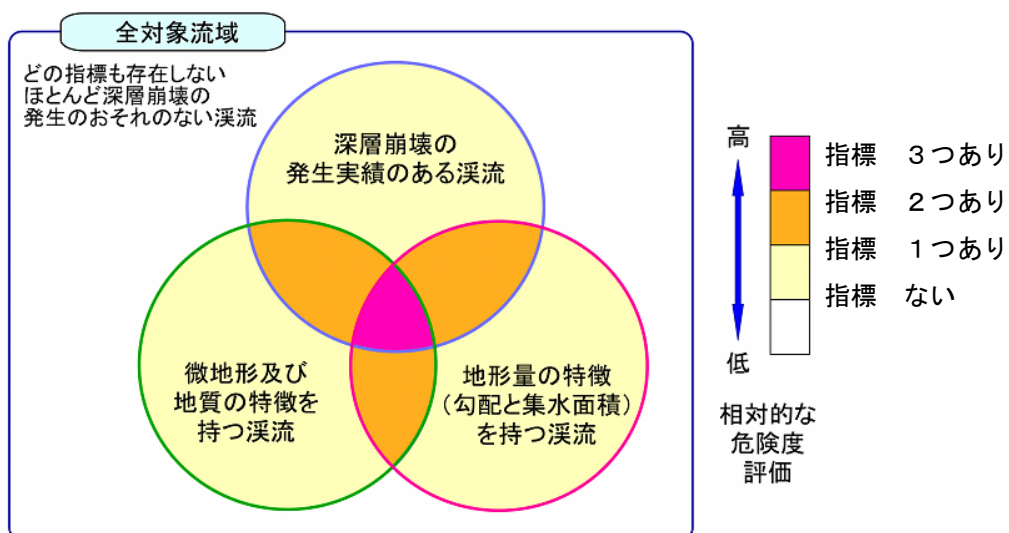 全対象流域
どの指標も存在しない
ほとんど深層崩壊の
発生のおそれのない渓流
深層崩壊の
発生実績のある渓流
微地形及び
地質の特徴を
持つ渓流
地形量の特徴
（勾配と集水面積）
を持つ渓流
高
指標　３つあり
指標　２つあり
指標　１つあり
指標　ない
低
相対的な
危険度
評価